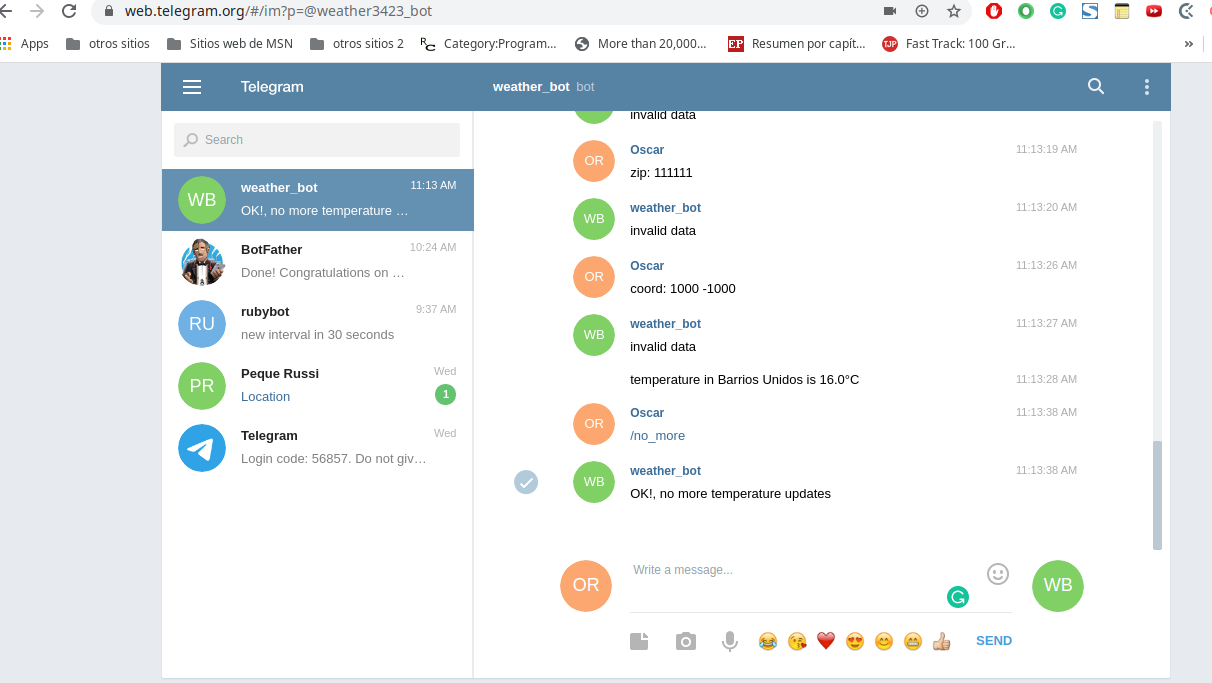 web.telegram.org/#/im?p=@weather3423_bot
Apps otros sitios Sitios web de MSN otros sitios 2 RC Category:Program... More than 20,000... EP Resumen por capít... TJP Fast Track: 100 Gr... »
Telegram
weather_bot bot
Search
WB weather_bot 11:13 AM
OK!, no more temperature …
BotFather 10:24 AM
Done! Congratulations on …
RU rubybot 9:37 AM
new interval in 30 seconds
PR Peque Russi Wed
Location 1
Telegram Wed
Login code: 56857. Do not giv…
invalid data
OR Oscar 11:13:19 AM
zip: 111111
WB weather_bot 11:13:20 AM
invalid data
OR Oscar 11:13:26 AM
coord: 1000 -1000
WB weather_bot 11:13:27 AM
invalid data
temperature in Barrios Unidos is 16.0°C 11:13:28 AM
OR Oscar 11:13:38 AM
/no_more
WB weather_bot 11:13:38 AM
OK!, no more temperature updates
OR Write a message... WB
SEND